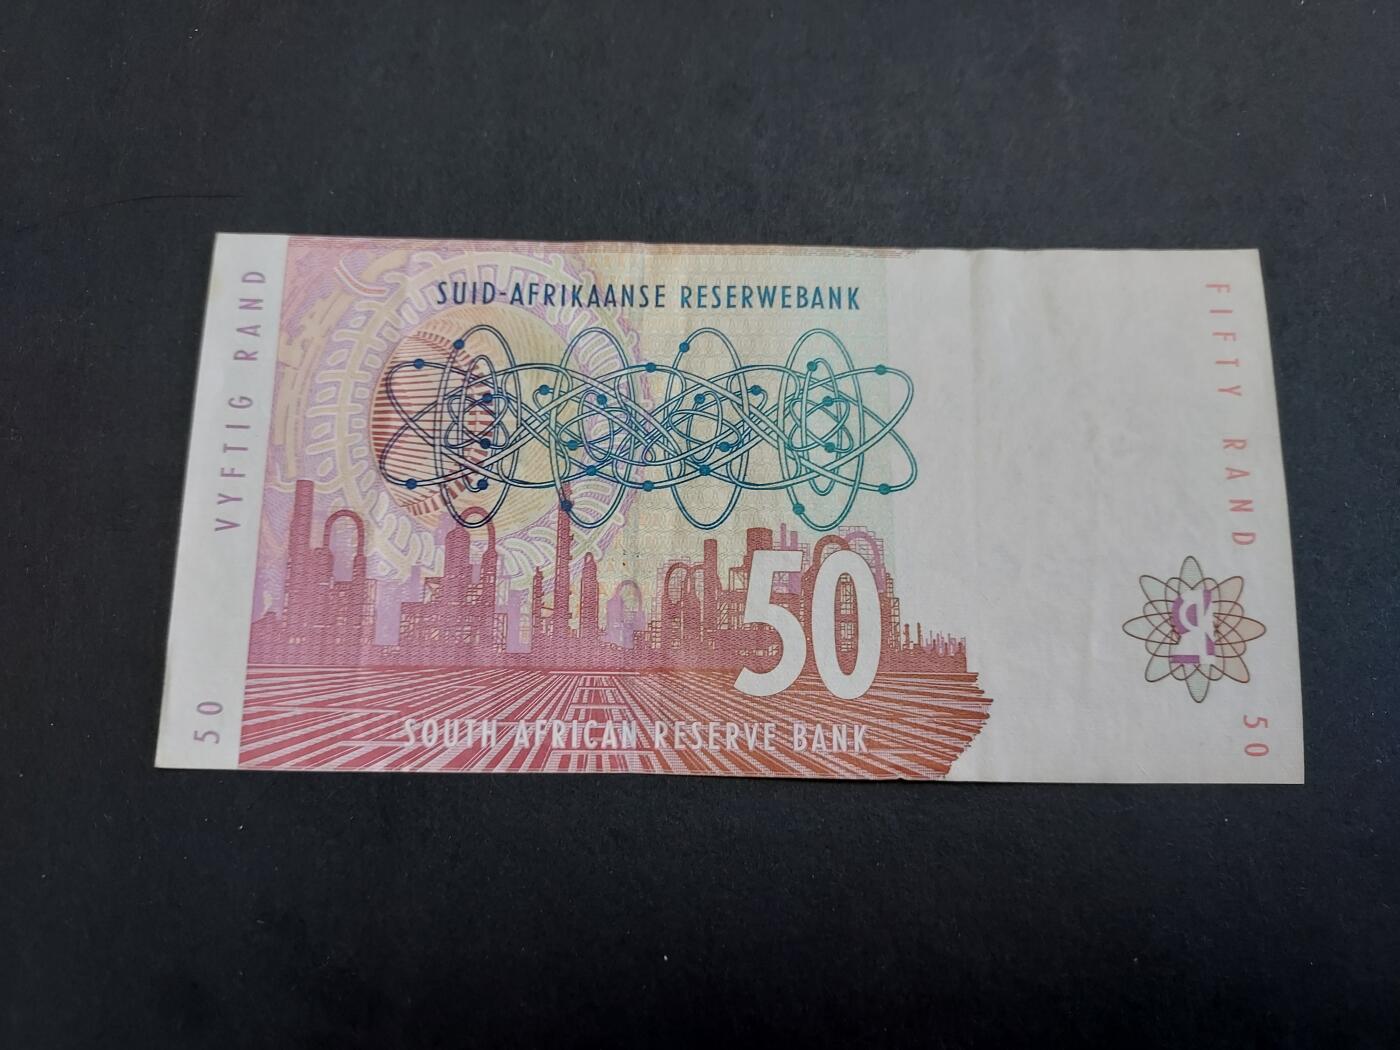 VYFTIG RAND
50
SUID-AFRIKAANSE RESERWEBANK
50
SOUTH AFRICAN RESERVE BANK
FIFTY RAND
50